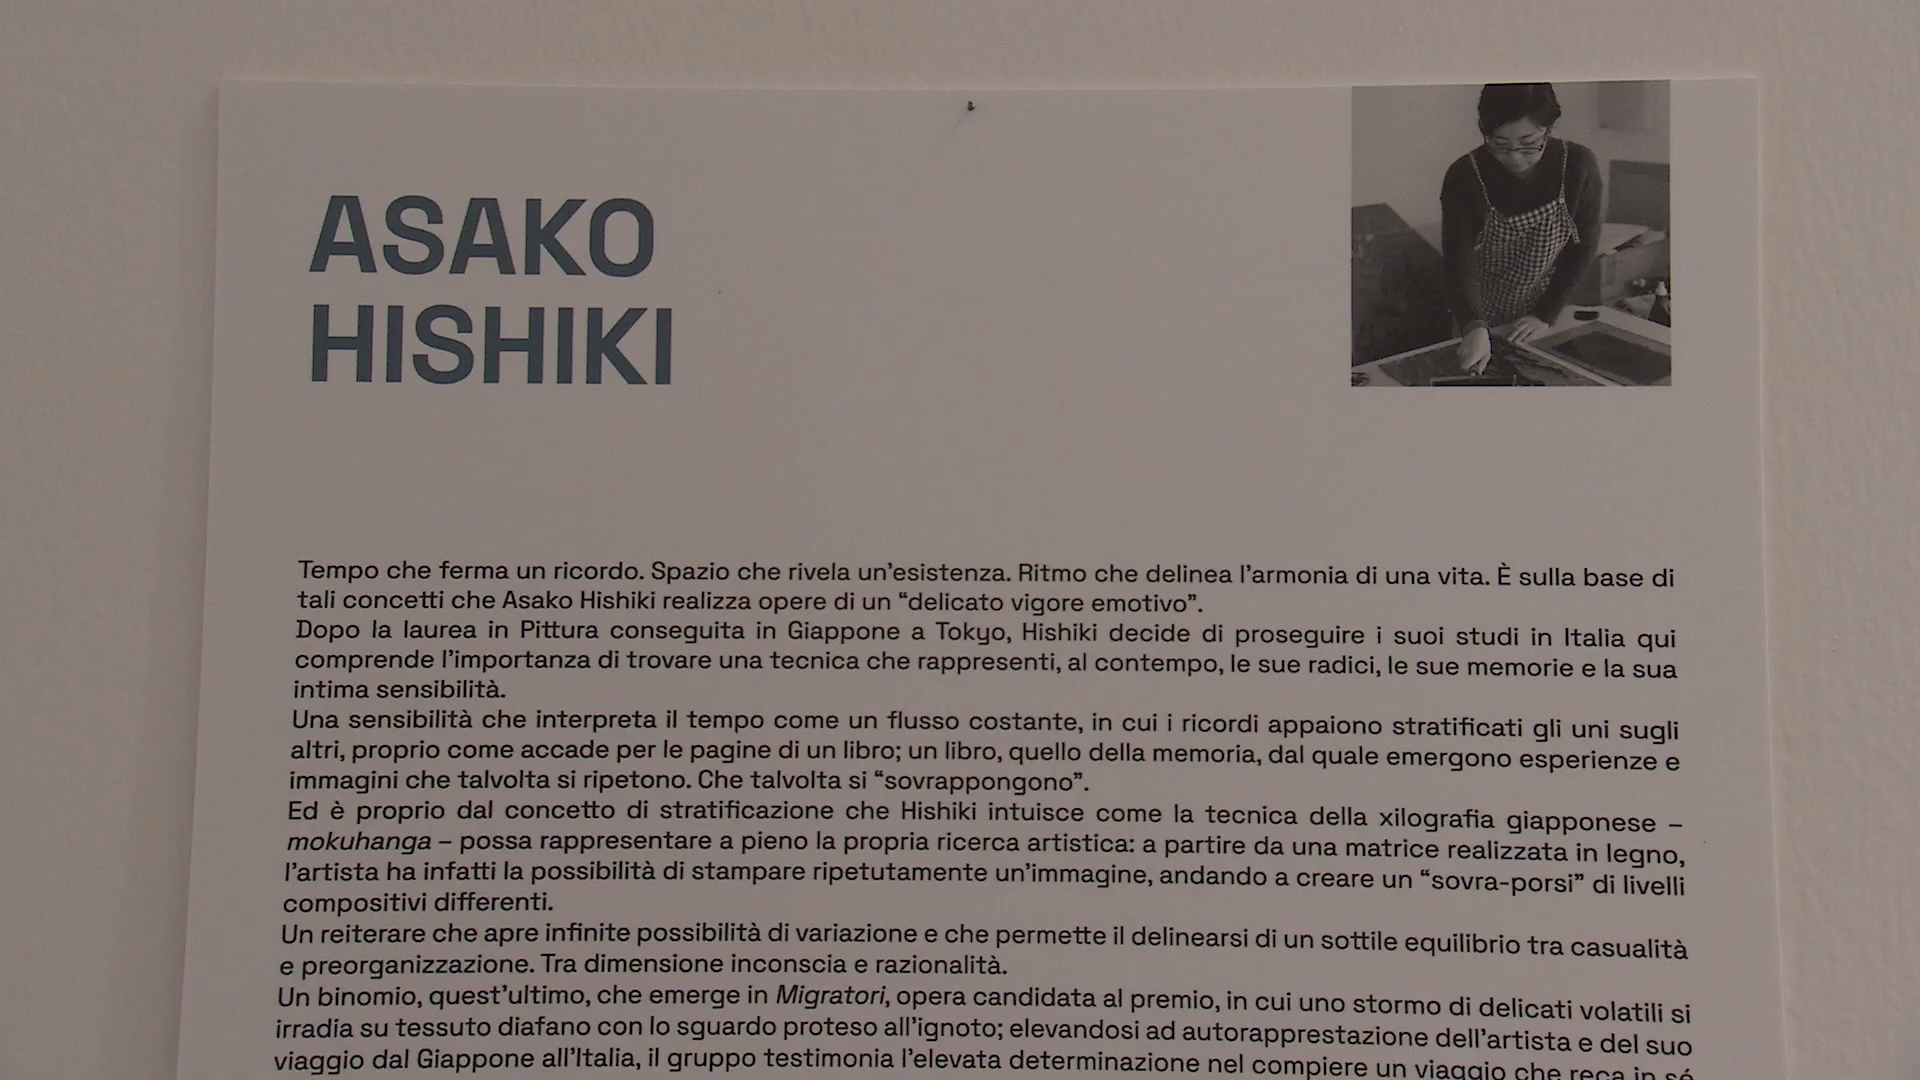 ASAKO
HISHIKI
Tempo che ferma un ricordo. Spazio che rivela un'esistenza. Ritmo che delinea l'armonia di una vita. È sulla base di
tali concetti che Asako Hishiki realizza opere di un “delicato vigore emotivo”.
Dopo la laurea in Pittura conseguita in Giappone a Tokyo, Hishiki decide di proseguire i suoi studi in Italia qui
comprende l'importanza di trovare una tecnica che rappresenti, al contempo, le sue radici, le sue memorie e la sua
intima sensibilità.
Una sensibilità che interpreta il tempo come un flusso costante, in cui i ricordi appaiono stratificati gli uni sugli
altri, proprio come accade per le pagine di un libro; un libro, quello della memoria, dal quale emergono esperienze e
immagini che talvolta si ripetono. Che talvolta si “sovrappongono”.
Ed è proprio dal concetto di stratificazione che Hishiki intuisce come la tecnica della xilografia giapponese –
mokuhanga – possa rappresentare a pieno la propria ricerca artistica: a partire da una matrice realizzata in legno,
l'artista ha infatti la possibilità di stampare ripetutamente un'immagine, andando a creare un “sovra-porsi” di livelli
compositivi differenti.
Un reiterare che apre infinite possibilità di variazione e che permette il delinearsi di un sottile equilibrio tra casualità
e preorganizzazione. Tra dimensione inconscia e razionalità.
Un binomio, quest'ultimo, che emerge in Migratori, opera candidata al premio, in cui uno stormo di delicati volatili si
irradia su tessuto diafano con lo sguardo proteso all'ignoto; elevandosi ad autorapprestazione dell'artista e del suo
viaggio dal Giappone all'Italia, il gruppo testimonia l'elevata determinazione nel compiere un viaggio che reca in sé